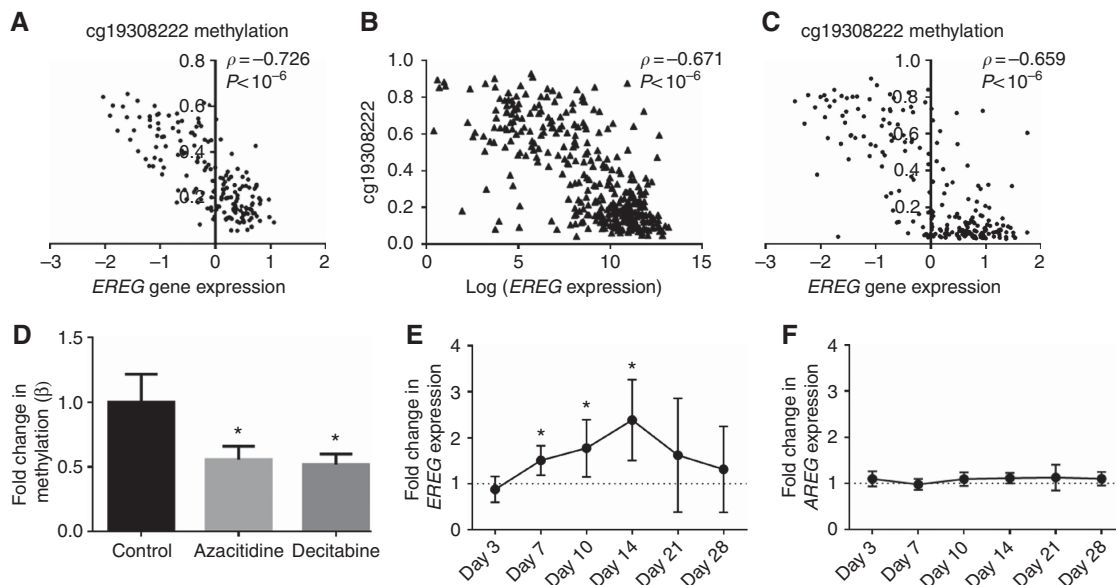 A
cg19308222 methylation
ρ=−0.726
P<10−6
0.8
0.6
0.4
0.2
−3 −2 −1 0 1 2
EREG gene expression
B
ρ=−0.671
P<10−6
cg19308222
1.0
0.8
0.6
0.4
0.2
0.0
0 5 10 15
Log (EREG expression)
C
cg19308222 methylation
ρ=−0.659
P<10−6
1.0
0.8
0.6
0.4
0.2
−3 −2 −1 0 1 2
EREG gene expression
D
Fold change in
methylation (β)
1.5
1.0
0.5
0.0
* *
Control Azacitidine Decitabine
E
Fold change in
EREG expression
4
3
2
1
0
* * *
Day 3 Day 7 Day 10 Day 14 Day 21 Day 28
F
Fold change in
AREG expression
4
3
2
1
0
Day 3 Day 7 Day 10 Day 14 Day 21 Day 28